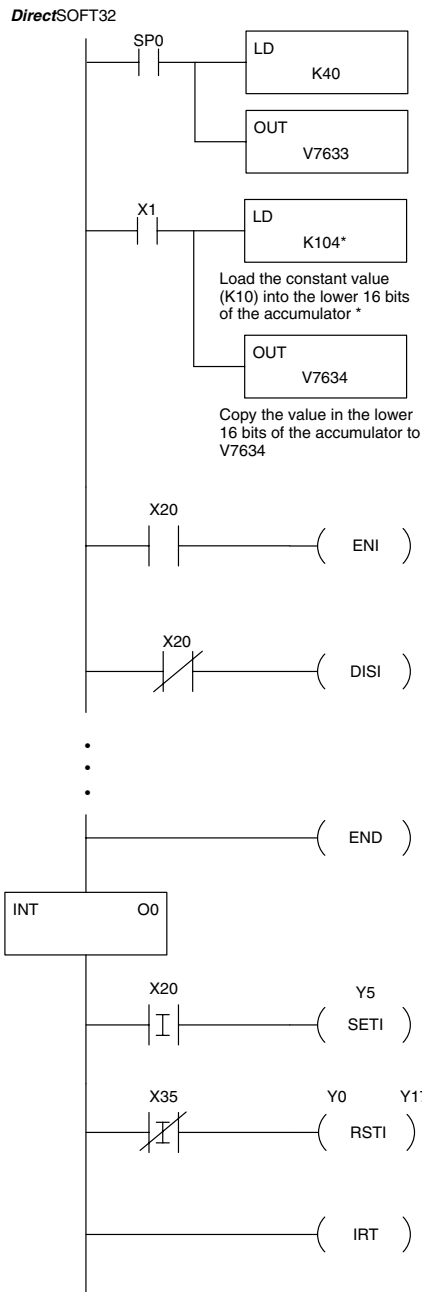 DirectSOFT32
SP0
LD
K40
OUT
V7633
X1
LD
K104*
Load the constant value
(K10) into the lower 16 bits
of the accumulator *
OUT
V7634
Copy the value in the lower
16 bits of the accumulator to
V7634
X20
ENI
X20
DISI
END
INT O0
X20
Y5
I
SETI
X35
Y0 Y17
I
RSTI
IRT